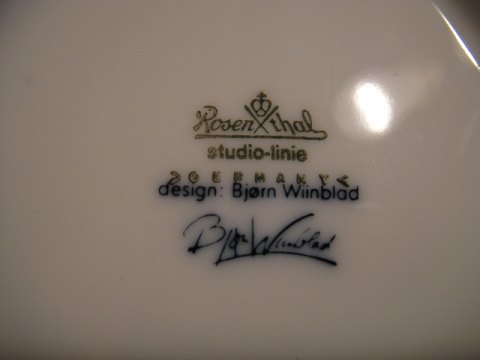 Rosenthal
studio-linie
GERMANY
design: Bjørn Wiinblad
Bjørn Wiinblad